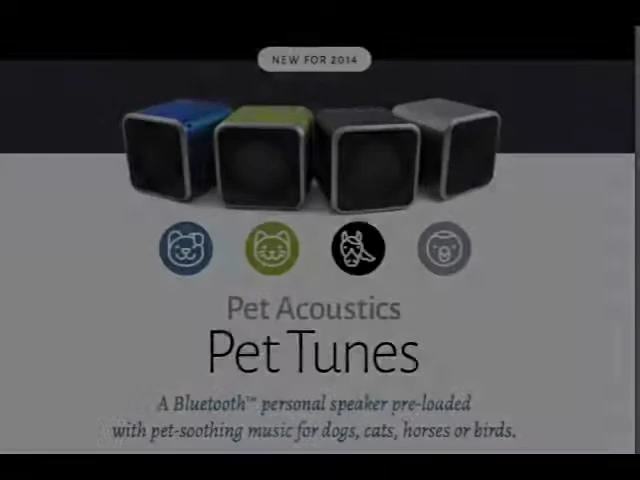 NEW FOR 2014
Pet Acoustics
Pet Tunes
A Bluetooth™ personal speaker pre-loaded
with pet-soothing music for dogs, cats, horses or birds.